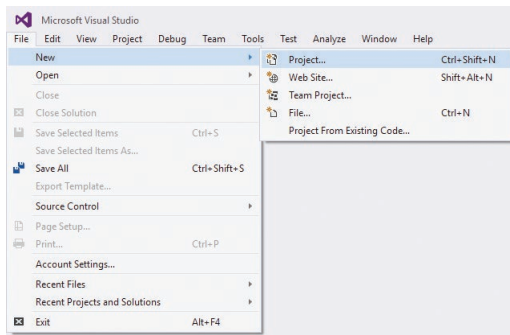 Microsoft Visual Studio
File Edit View Project Debug Team Tools Test Analyze Window Help
New
Open
Close
Close Solution
Save Selected Items Ctrl+S
Save Selected Items As...
Save All Ctrl+Shift+S
Export Template...
Source Control
Page Setup...
Print... Ctrl+P
Account Settings...
Recent Files
Recent Projects and Solutions
Exit Alt+F4
Project... Ctrl+Shift+N
Web Site... Shift+Alt+N
Team Project...
File... Ctrl+N
Project From Existing Code...